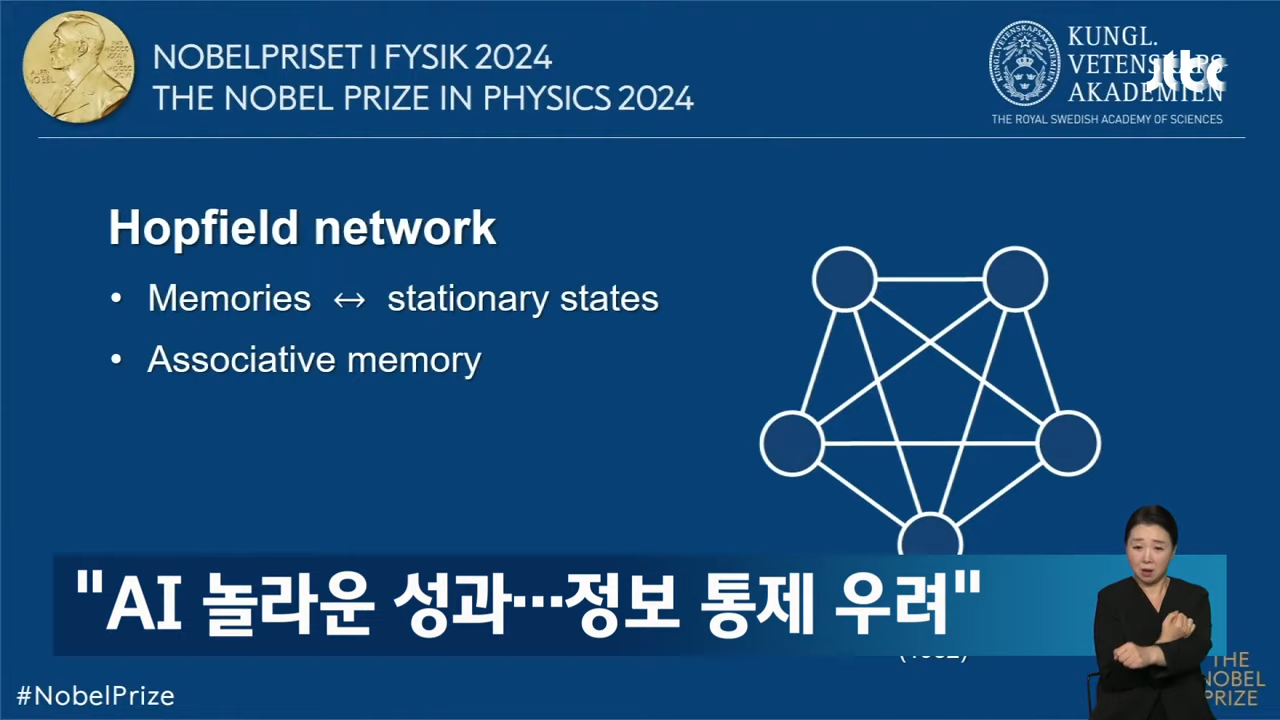 NOBELPRISET I FYSIK 2024
THE NOBEL PRIZE IN PHYSICS 2024
KUNGL.
AKADEMIEN
THE ROYAL SWEDISH ACADEMY OF SCIENCES
jtbc
Hopfield network
• Memories ↔ stationary states
• Associative memory
"AI 놀라운 성과…정보 통제 우려"
#NobelPrize
THE
NOBEL
PRIZE